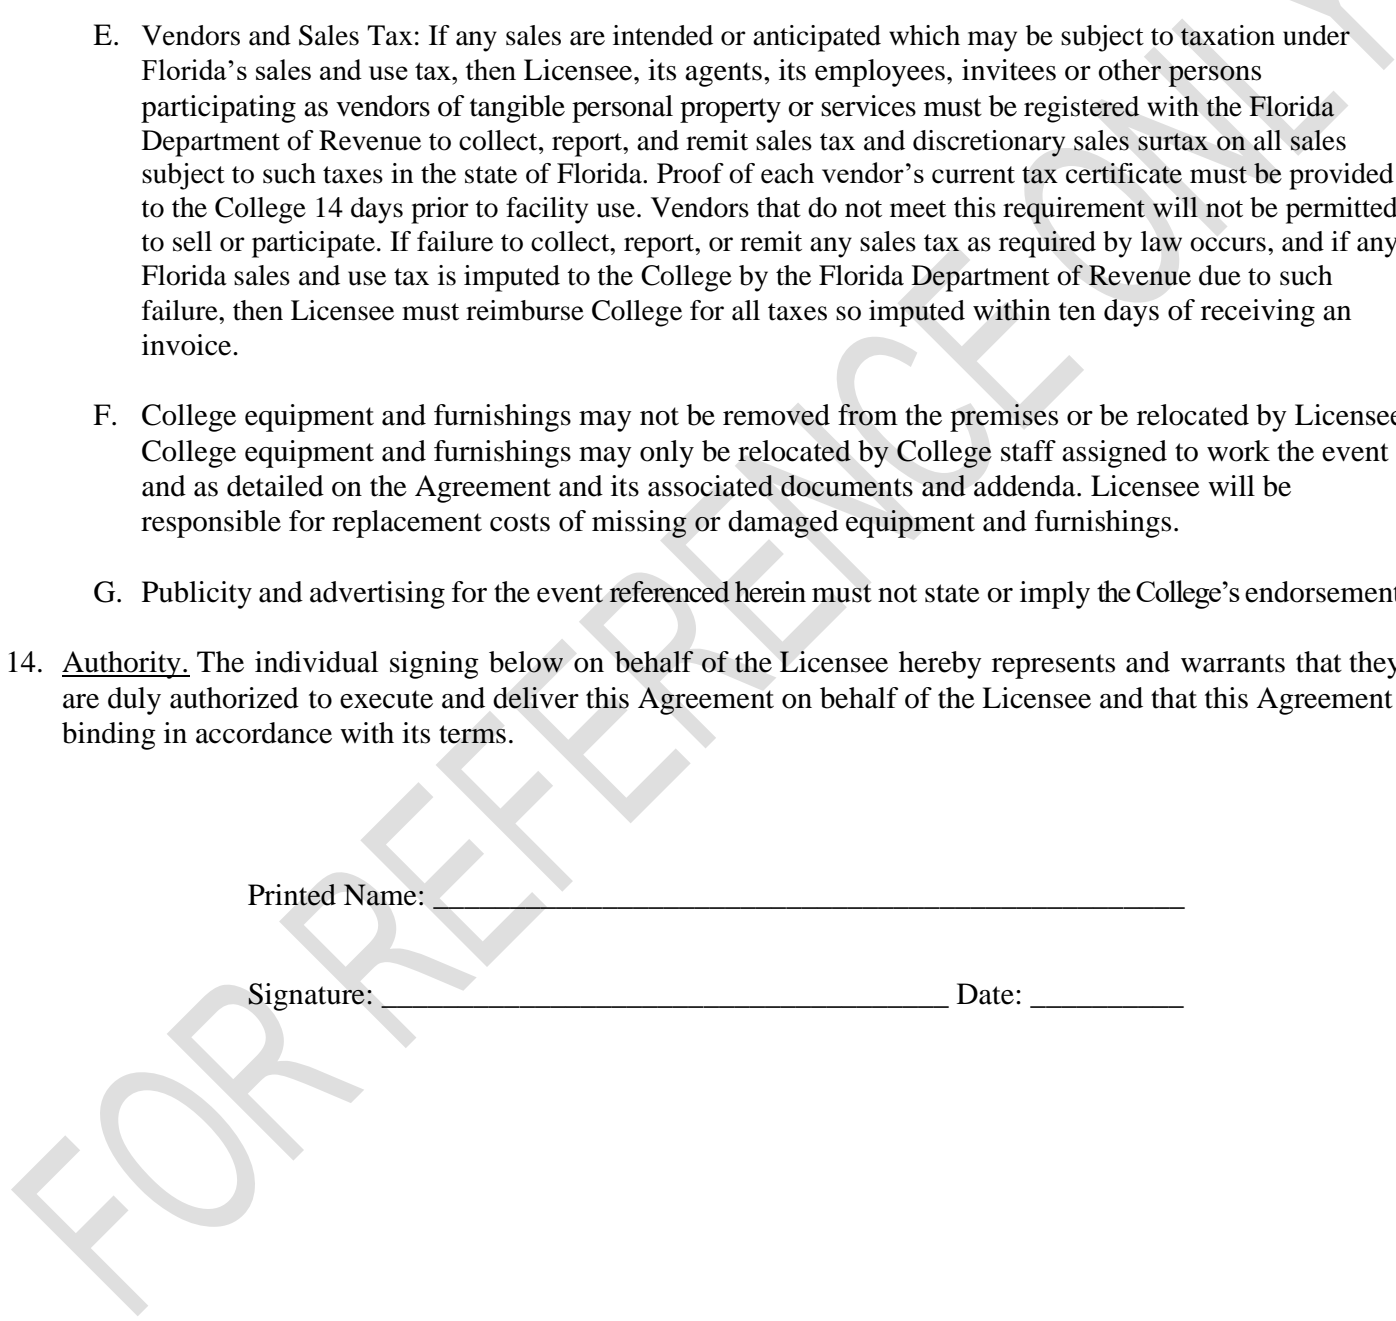 E. Vendors and Sales Tax: If any sales are intended or anticipated which may be subject to taxation under
Florida’s sales and use tax, then Licensee, its agents, its employees, invitees or other persons
participating as vendors of tangible personal property or services must be registered with the Florida
Department of Revenue to collect, report, and remit sales tax and discretionary sales surtax on all sales
subject to such taxes in the state of Florida. Proof of each vendor’s current tax certificate must be provided
to the College 14 days prior to facility use. Vendors that do not meet this requirement will not be permitted
to sell or participate. If failure to collect, report, or remit any sales tax as required by law occurs, and if any
Florida sales and use tax is imputed to the College by the Florida Department of Revenue due to such
failure, then Licensee must reimburse College for all taxes so imputed within ten days of receiving an
invoice.
F. College equipment and furnishings may not be removed from the premises or be relocated by Licensee
College equipment and furnishings may only be relocated by College staff assigned to work the event
and as detailed on the Agreement and its associated documents and addenda. Licensee will be
responsible for replacement costs of missing or damaged equipment and furnishings.
G. Publicity and advertising for the event referenced herein must not state or imply the College’s endorsement
14. Authority. The individual signing below on behalf of the Licensee hereby represents and warrants that they
are duly authorized to execute and deliver this Agreement on behalf of the Licensee and that this Agreement
binding in accordance with its terms.
Printed Name: _________________________________________________
Signature: _____________________________________ Date: __________
FOR REFERENCE ONLY